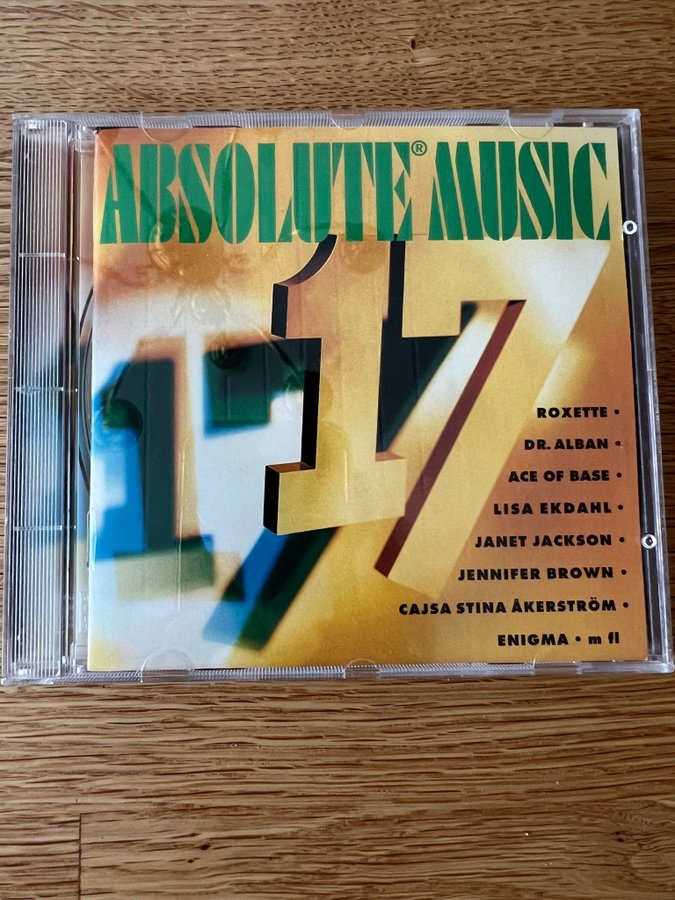 ABSOLUTE® MUSIC
17
ROXETTE •
DR. ALBAN •
ACE OF BASE •
LISA EKDAHL •
JANET JACKSON •
JENNIFER BROWN •
CAJSA STINA ÅKERSTRÖM •
ENIGMA • m fl